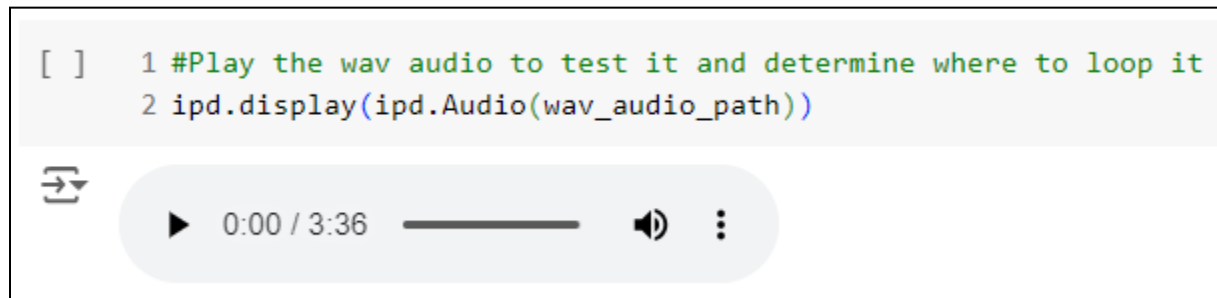 [ ] 1 #Play the wav audio to test it and determine where to loop it
2 ipd.display(ipd.Audio(wav_audio_path))
0:00 / 3:36